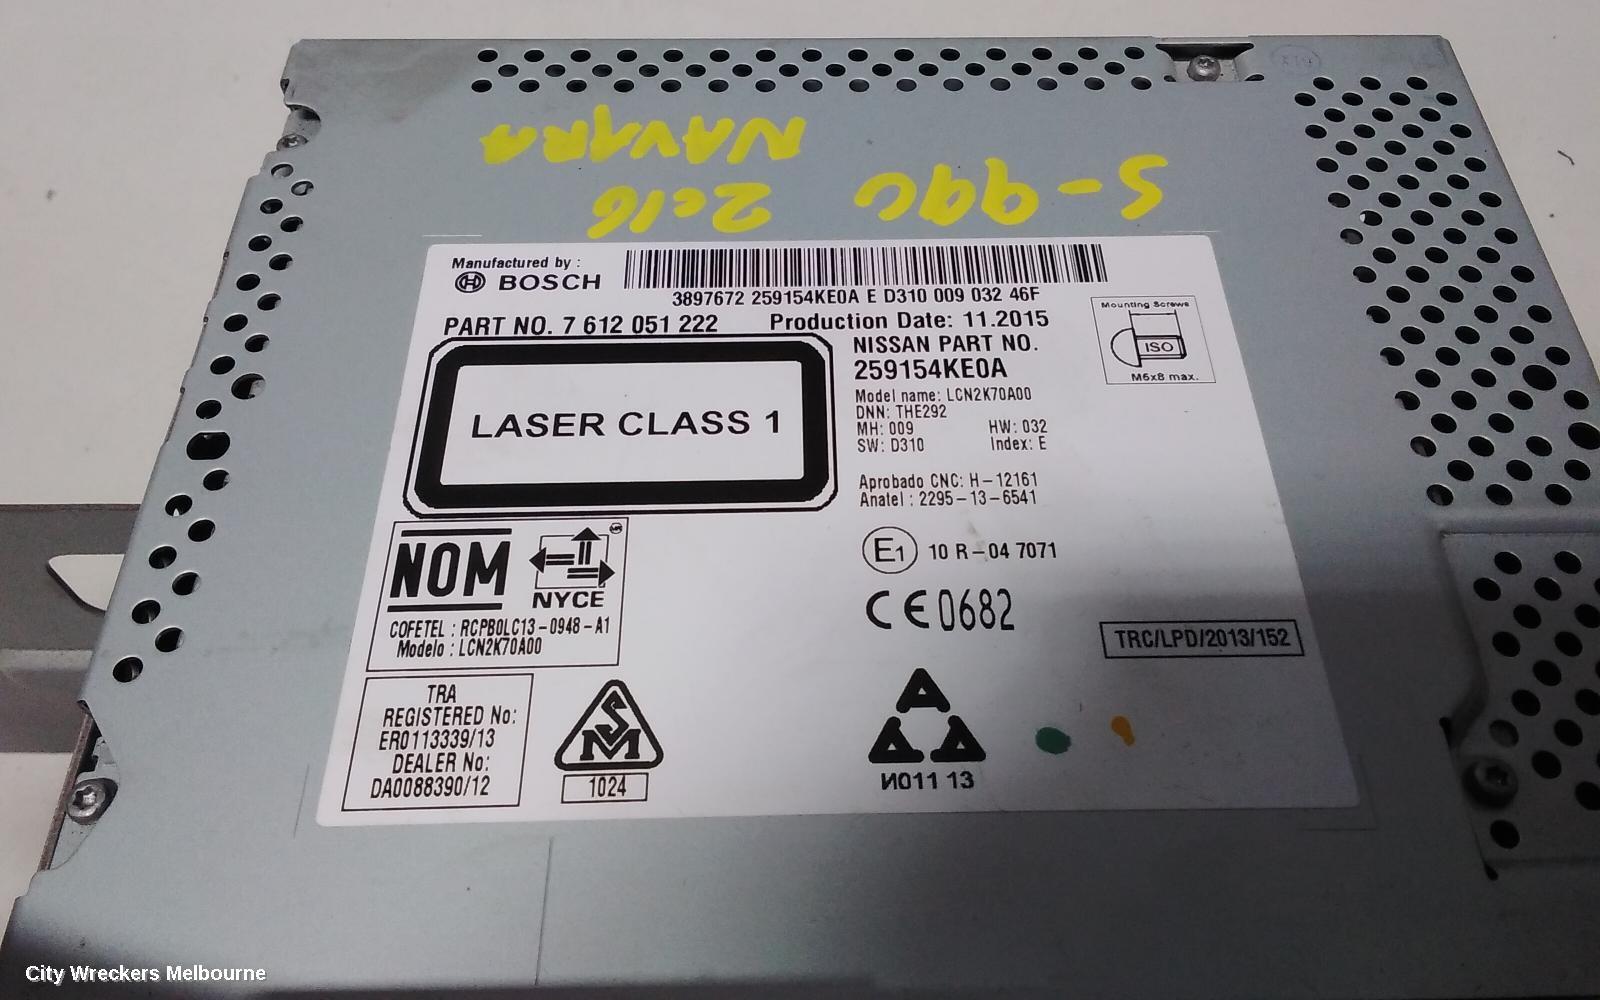 NAVARA
2016
S-990
Manufactured by :
BOSCH
3897672 259154KE0A E D310 009 032 46F
PART NO. 7 612 051 222
Production Date: 11.2015
NISSAN PART NO.
259154KE0A
Mounting Screws
ISO
M5x8 max.
LASER CLASS 1
Model name: LCN2K70A00
DNN: THE292
MH: 009 HW: 032
SW: D310 Index: E
Aprobado CNC: H-12161
Anatel : 2295-13-6541
NOM
NYCE
COFETEL : RCPBOLC13-0948-A1
Modelo : LCN2K70A00
E1 10 R-04 7071
CE0682
TRC/LPD/2013/152
TRA
REGISTERED No:
ER0113339/13
DEALER No:
DA0088390/12
SM
1024
A
A A
И011 13
City Wreckers Melbourne